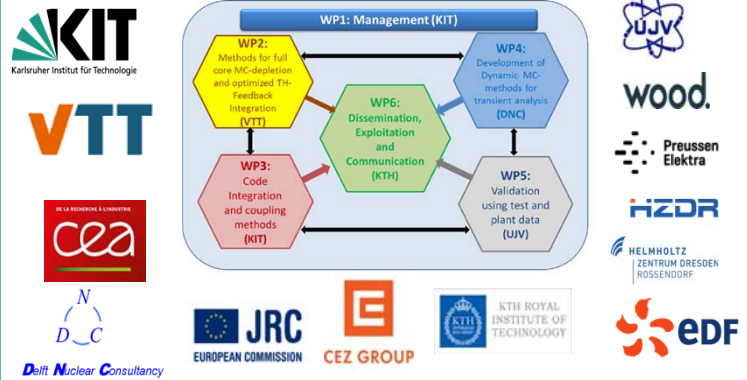 KIT
Karlsruher Institut für Technologie
VTT
DE LA RECHERCHE À L'INDUSTRIE
cea
N
D C
Delft Nuclear Consultancy
WP1: Management (KIT)
WP2:
Methods for full
core MC-depletion
and optimized TH-
Feedback
Integration
(VTT)
WP4:
Development of
Dynamic MC-
methods for
transient analysis
(DNC)
WP6:
Dissemination,
Exploitation
and
Communication
(KTH)
WP3:
Code
Integration
and coupling
methods
(KIT)
WP5:
Validation
using test and
plant data
(UJV)
JRC
EUROPEAN COMMISSION
CEZ GROUP
KTH
KTH ROYAL
INSTITUTE OF
TECHNOLOGY
ÚJV
wood.
Preussen
Elektra
HZDR
HELMHOLTZ
ZENTRUM DRESDEN
ROSSENDORF
edF